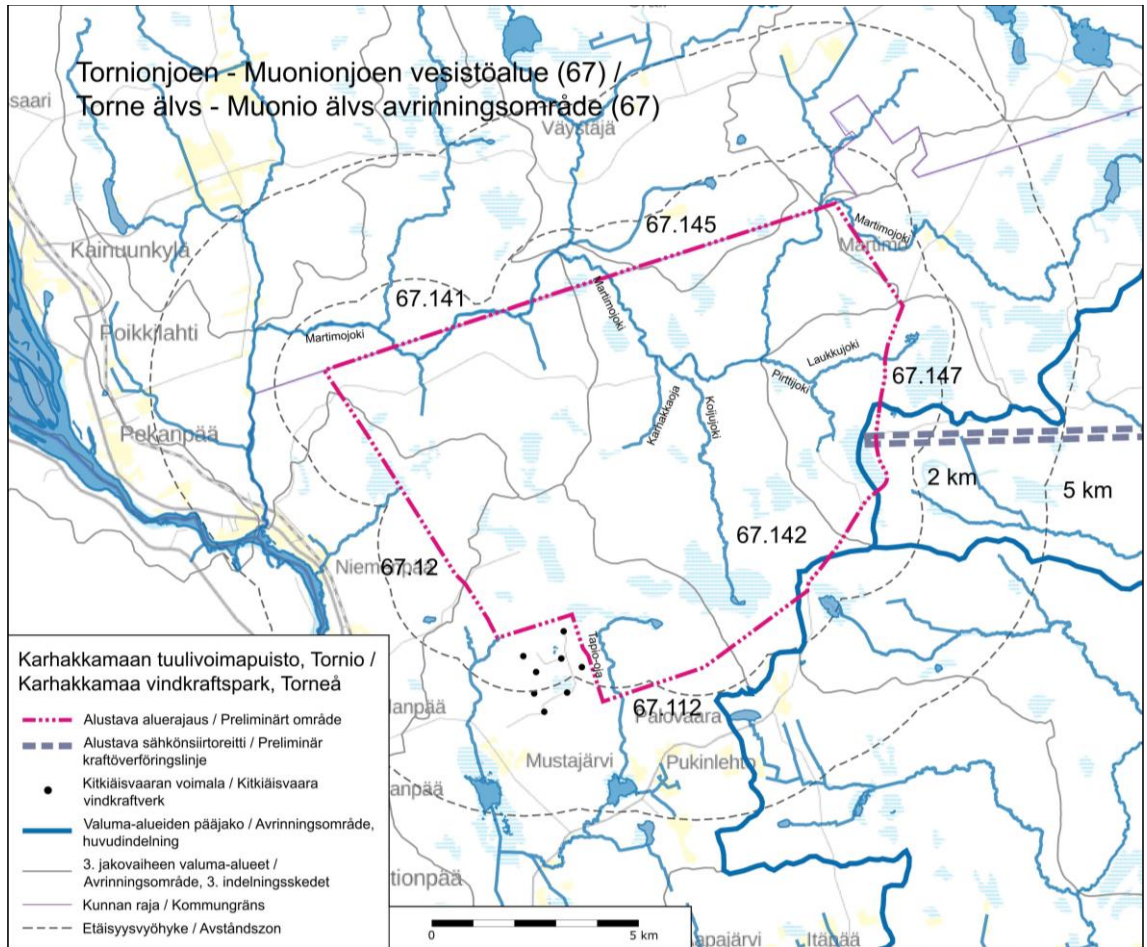 Tornionjoen - Muonionjoen vesistöalue (67) /
Torne älvs - Muonio älvs avrinningsområde (67)
saari
Väystäjä
Kainuunkylä
67.145
Martimojoki
Martimo
67.141
Martimojoki
Poikkilahti
Martimojoki
Laukkujoki
Pirttijoki
67.147
Karhakkaoja
Koijujoki
Pekanpää
2 km
5 km
67.142
67.12
Tapio-oja
67.112
Palovaara
Mustajärvi
Pukinlehto
lanpää
anpää
tionpää
apajärvi
Itäpää
Karhakkamaan tuulivoimapuisto, Tornio /
Karhakkamaa vindkraftspark, Torneå
Alustava aluerajaus / Preliminärt område
Alustava sähkönsiirtoreitti / Preliminär
kraftöverföringslinje
Kitkiäisvaaran voimala / Kitkiäisvaara
vindkraftverk
Valuma-alueiden pääjako / Avrinningsområde,
huvudindelning
3. jakovaiheen valuma-alueet /
Avrinningsområde, 3. indelningsskedet
Kunnan raja / Kommungräns
Etäisyysvyöhyke / Avståndszon
0
5 km